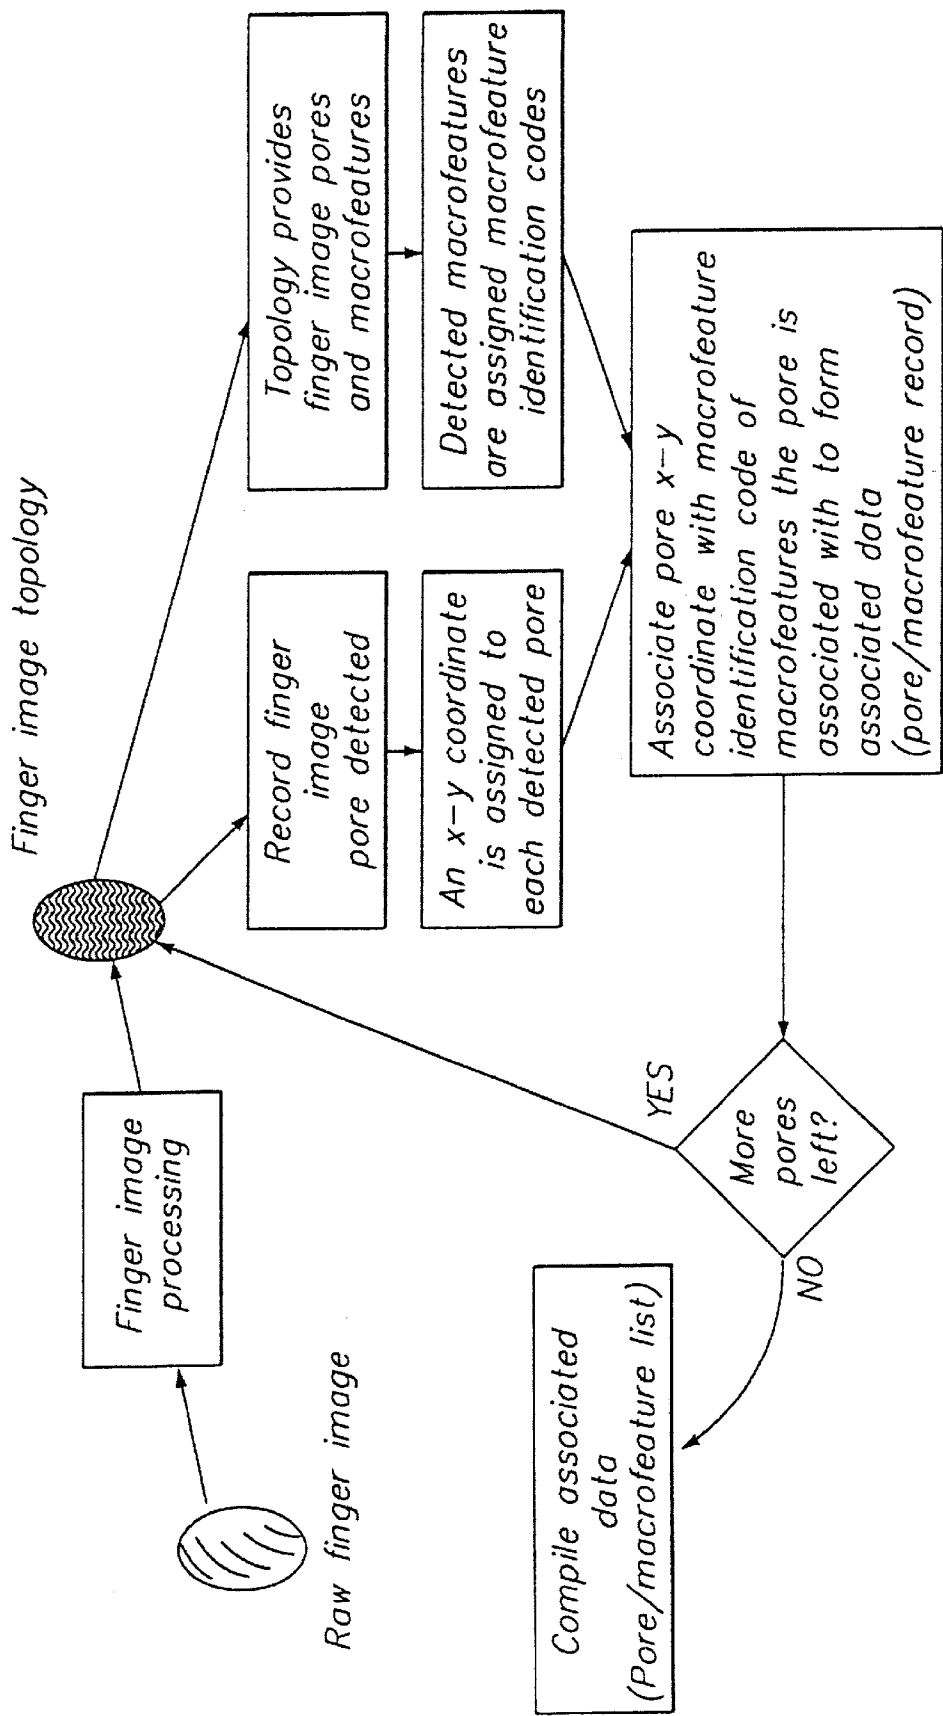 Raw finger image
Finger image
processing
Finger image topology
Record finger
image
pore detected
An x-y coordinate
is assigned to
each detected pore
Topology provides
finger image pores
and macrofeatures
Detected macrofeatures
are assigned macrofeature
identification codes
Associate pore x-y
coordinate with macrofeature
identification code of
macrofeatures the pore is
associated with to form
associated data
(pore/macrofeature record)
More
pores
left?
YES
NO
Compile associated
data
(Pore/macrofeature list)